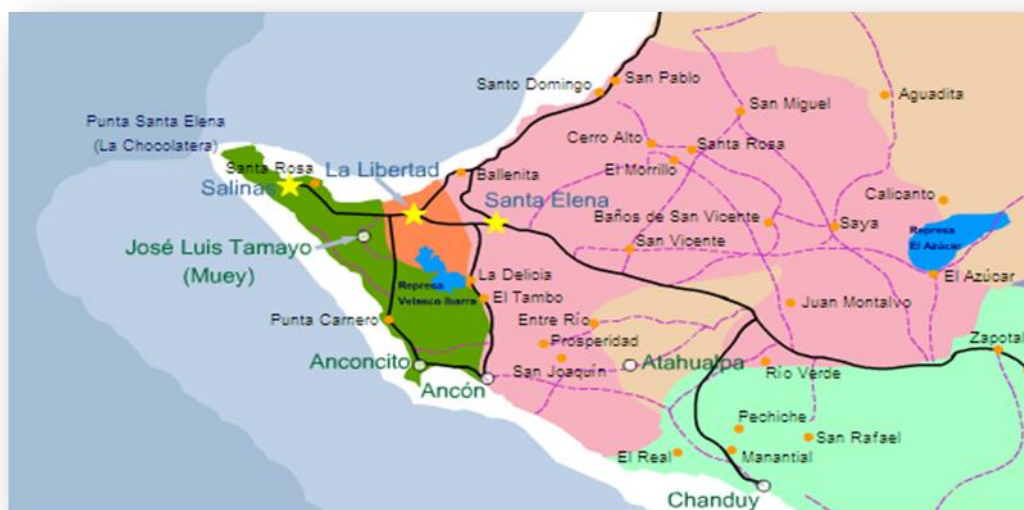 Santo Domingo
San Pablo
San Miguel
Aguadita
Punta Santa Elena
(La Chocolatera)
Cerro Alto
Santa Rosa
Santa Rosa
La Libertad
El Morrillo
Ballenita
Salinas
Santa Elena
Calicanto
Baños de San Vicente
Saya
Represa
El Azúcar
José Luis Tamayo
(Muey)
San Vicente
La Delicia
El Azúcar
Represa
Velasco Ibarra
El Tambo
Juan Montalvo
Punta Carnero
Entre Río
Prosperidad
Zapotal
Anconcito
San Joaquín
Atahualpa
Río Verde
Ancón
Pechiche
San Rafael
El Real
Manantial
Chanduy